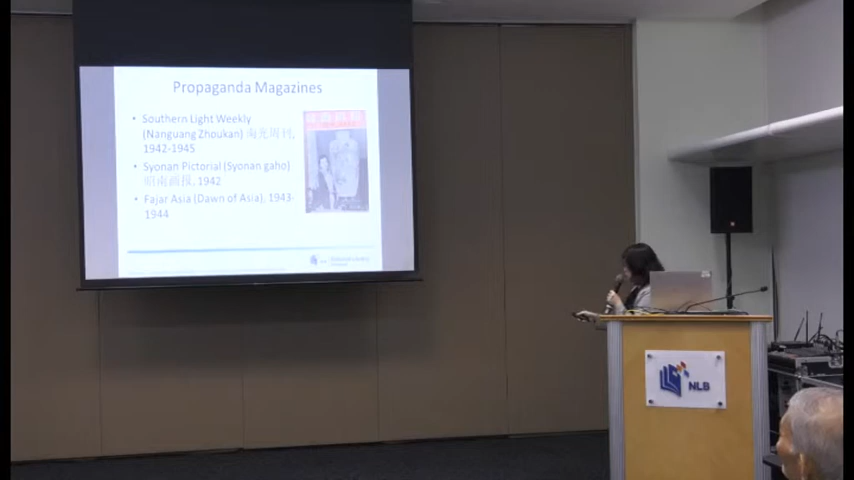 Propaganda Magazines
• Southern Light Weekly
(Nanguang Zhoukan) 南光周刊,
1942-1945
• Syonan Pictorial (Syonan gaho)
昭南画报, 1942
• Fajar Asia (Dawn of Asia), 1943-
1944
NLB